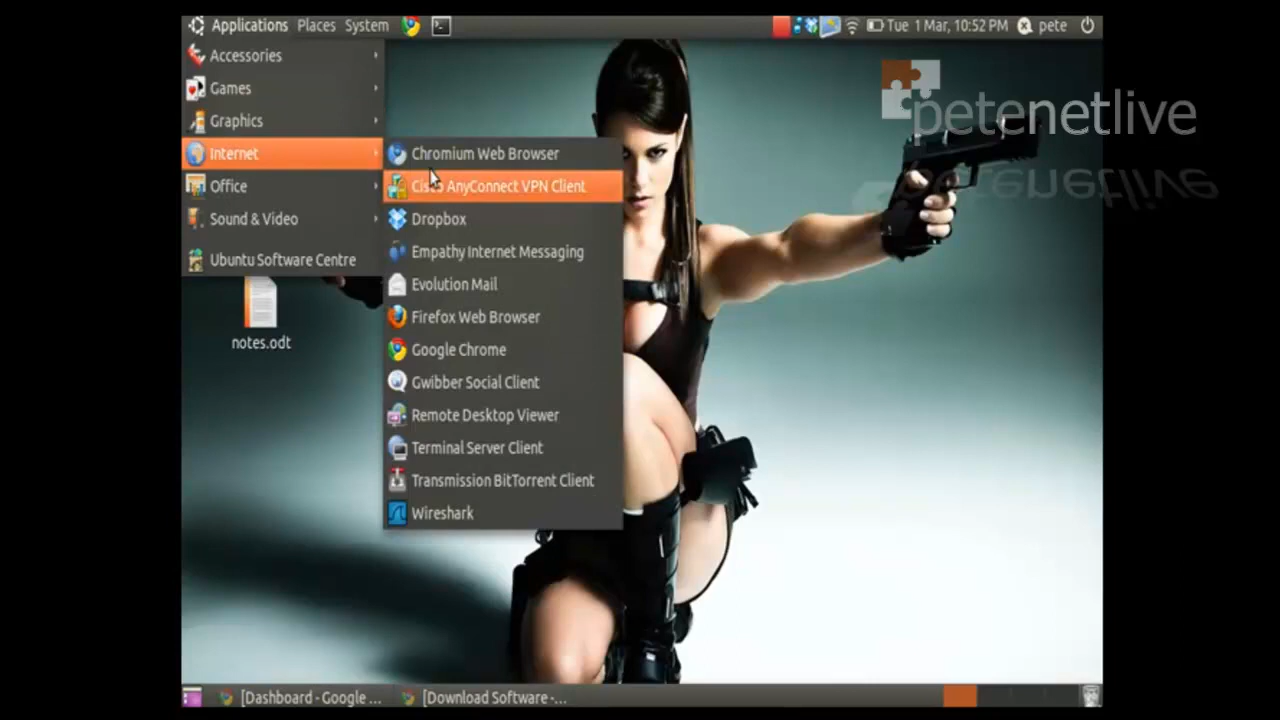 Applications Places System
Tue 1 Mar, 10:52 PM pete
Accessories
Games
Graphics
Internet
Office
Sound & Video
Ubuntu Software Centre
Chromium Web Browser
Cisco AnyConnect VPN Client
Dropbox
Empathy Internet Messaging
Evolution Mail
Firefox Web Browser
Google Chrome
Gwibber Social Client
Remote Desktop Viewer
Terminal Server Client
Transmission BitTorrent Client
Wireshark
petenetlive
notes.odt
[Dashboard - Google ...
[Download Software -...